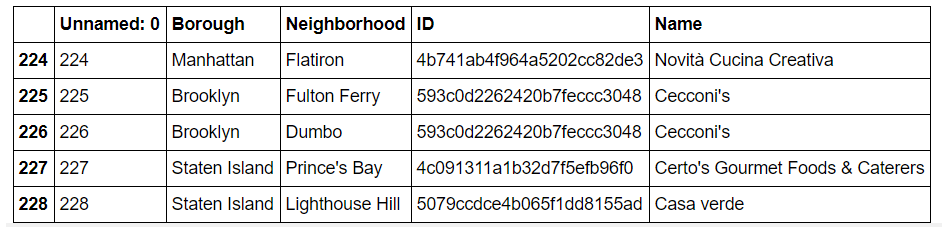 Unnamed: 0 Borough Neighborhood ID Name
224 224 Manhattan Flatiron 4b741ab4f964a5202cc82de3 Novità Cucina Creativa
225 225 Brooklyn Fulton Ferry 593c0d2262420b7feccc3048 Cecconi's
226 226 Brooklyn Dumbo 593c0d2262420b7feccc3048 Cecconi's
227 227 Staten Island Prince's Bay 4c091311a1b32d7f5efb96f0 Certo's Gourmet Foods & Caterers
228 228 Staten Island Lighthouse Hill 5079ccdce4b065f1dd8155ad Casa verde